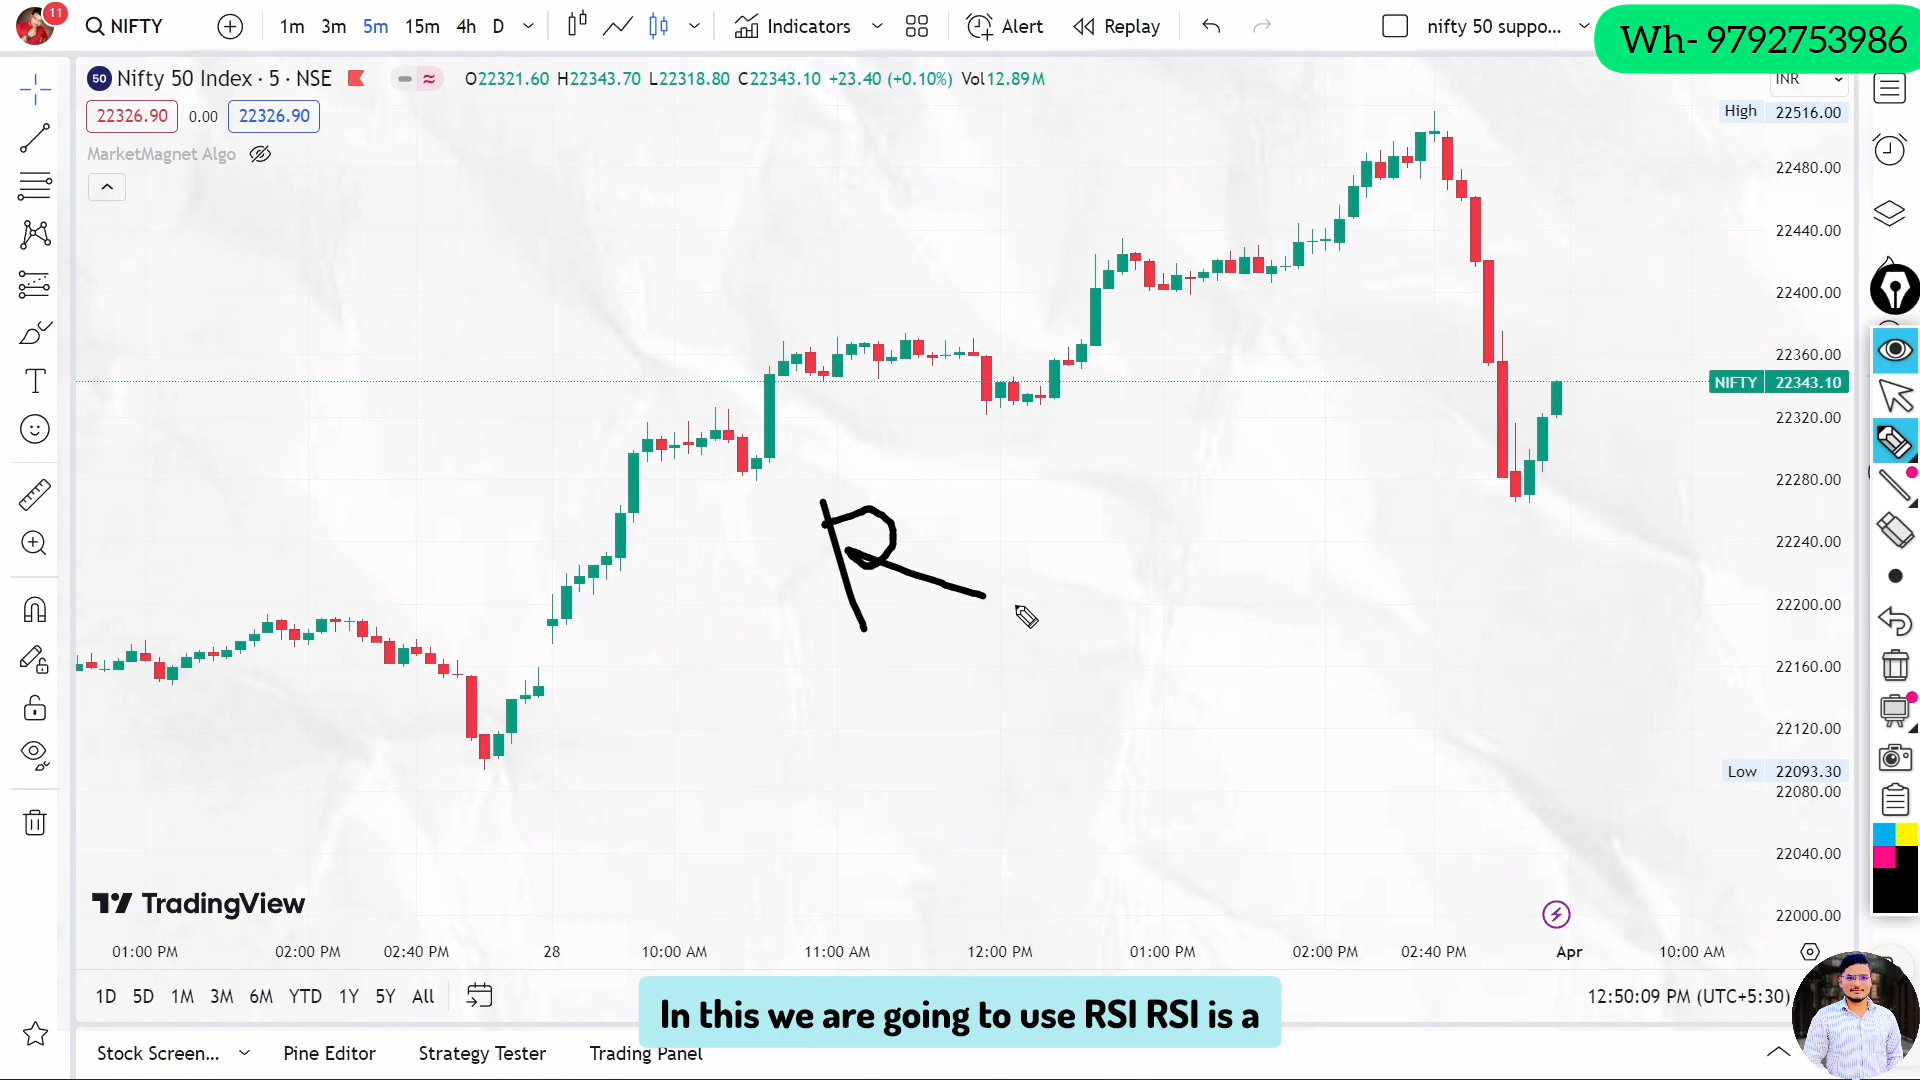 11
NIFTY
1m 3m 5m 15m 4h D
Indicators
Alert
Replay
nifty 50 suppo...
Wh- 9792753986
50 Nifty 50 Index · 5 · NSE
O22321.60 H22343.70 L22318.80 C22343.10 +23.40 (+0.10%) Vol12.89M
INR
22326.90 0.00 22326.90
MarketMagnet Algo
High 22516.00
22480.00
22440.00
22400.00
22360.00
NIFTY 22343.10
22320.00
22280.00
22240.00
22200.00
22160.00
22120.00
Low 22093.30
22080.00
22040.00
22000.00
R
TradingView
01:00 PM 02:00 PM 02:40 PM 28 10:00 AM 11:00 AM 12:00 PM 01:00 PM 02:00 PM 02:40 PM Apr 10:00 AM
1D 5D 1M 3M 6M YTD 1Y 5Y All
12:50:09 PM (UTC+5:30)
In this we are going to use RSI RSI is a
Stock Screen... Pine Editor Strategy Tester Trading Panel